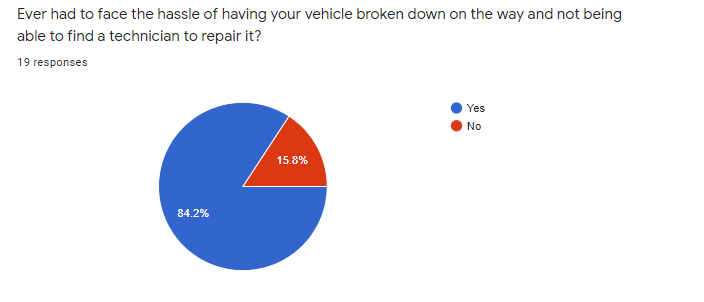 Ever had to face the hassle of having your vehicle broken down on the way and not being
able to find a technician to repair it?
19 responses
Yes
No
15.8%
84.2%